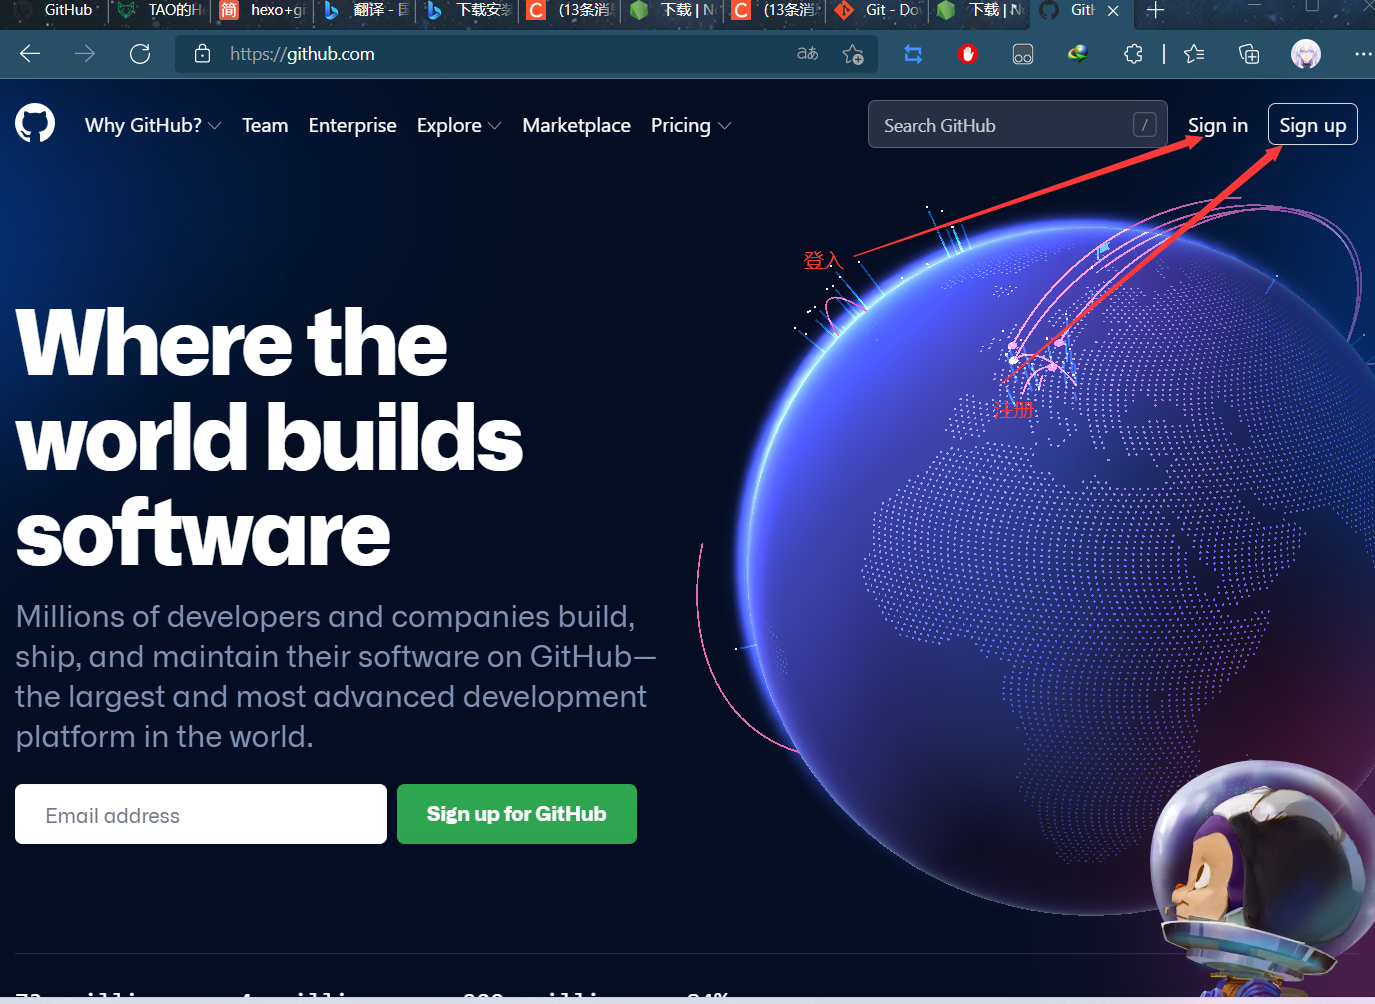 GitHub
TAO的H
简 hexo+gi
翻译 - 国
下载安装
(13条消
下载 | N
(13条消
Git - Do
下载 | N
GitH
https://github.com
aあ
Why GitHub? Team Enterprise Explore Marketplace Pricing Search GitHub / Sign in Sign up
登入
注册
Where the
world builds
software
Millions of developers and companies build,
ship, and maintain their software on GitHub—
the largest and most advanced development
platform in the world.
Email address Sign up for GitHub